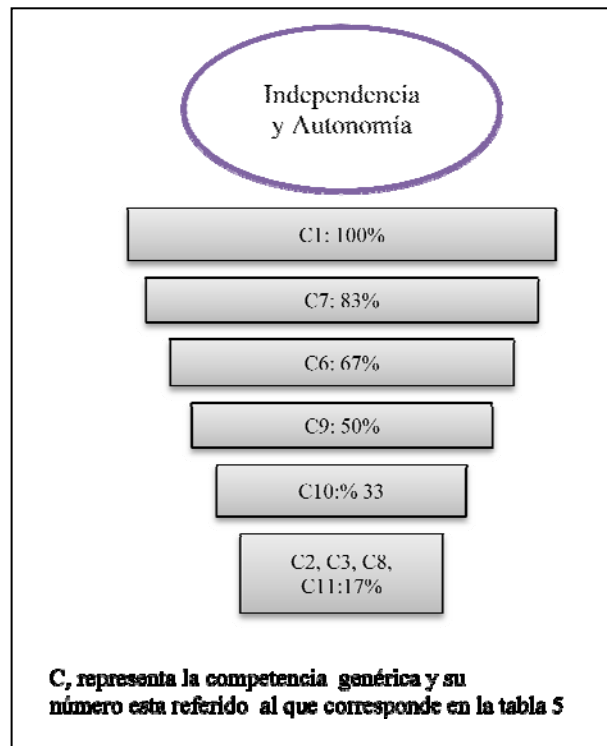 Independencia
y Autonomía
C1: 100%
C7: 83%
C6: 67%
C9: 50%
C10:% 33
C2, C3, C8,
C11:17%
C, representa la competencia genérica y su
número esta referido al que corresponde en la tabla 5